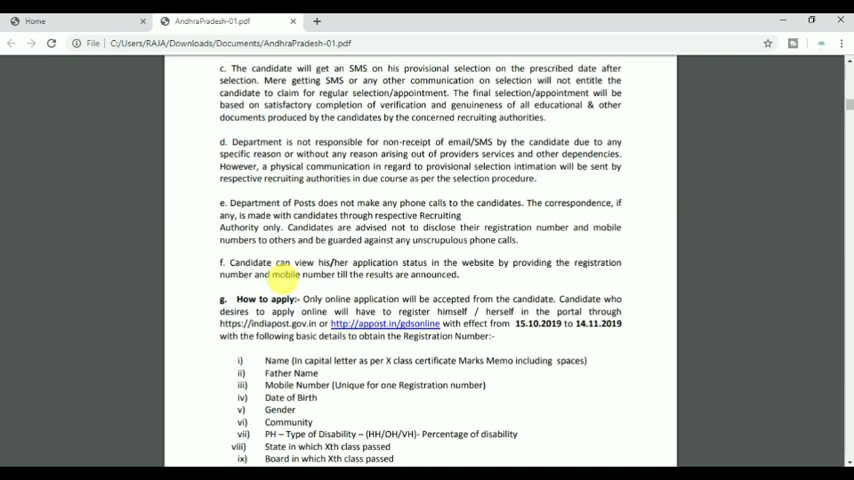 Home
AndhraPradesh-01.pdf
File
C:/Users/RAJA/Downloads/Documents/AndhraPradesh-01.pdf
c. The candidate will get an SMS on his provisional selection on the prescribed date after
selection. Mere getting SMS or any other communication on selection will not entitle the
candidate to claim for regular selection/appointment. The final selection/appointment will be
based on satisfactory completion of verification and genuineness of all educational & other
documents produced by the candidates by the concerned recruiting authorities.
d. Department is not responsible for non-receipt of email/SMS by the candidate due to any
specific reason or without any reason arising out of providers services and other dependencies.
However, a physical communication in regard to provisional selection intimation will be sent by
respective recruiting authorities in due course as per the selection procedure.
e. Department of Posts does not make any phone calls to the candidates. The correspondence, if
any, is made with candidates through respective Recruiting
Authority only. Candidates are advised not to disclose their registration number and mobile
numbers to others and be guarded against any unscrupulous phone calls.
f. Candidate can view his/her application status in the website by providing the registration
number and mobile number till the results are announced.
g. How to apply:- Only online application will be accepted from the candidate. Candidate who
desires to apply online will have to register himself / herself in the portal through
https://indiapost.gov.in or http://appost.in/gdsonline with effect from 15.10.2019 to 14.11.2019
with the following basic details to obtain the Registration Number:-
i) Name (In capital letter as per X class certificate Marks Memo including spaces)
ii) Father Name
iii) Mobile Number (Unique for one Registration number)
iv) Date of Birth
v) Gender
vi) Community
vii) PH – Type of Disability – (HH/OH/VH)- Percentage of disability
viii) State in which Xth class passed
ix) Board in which Xth class passed